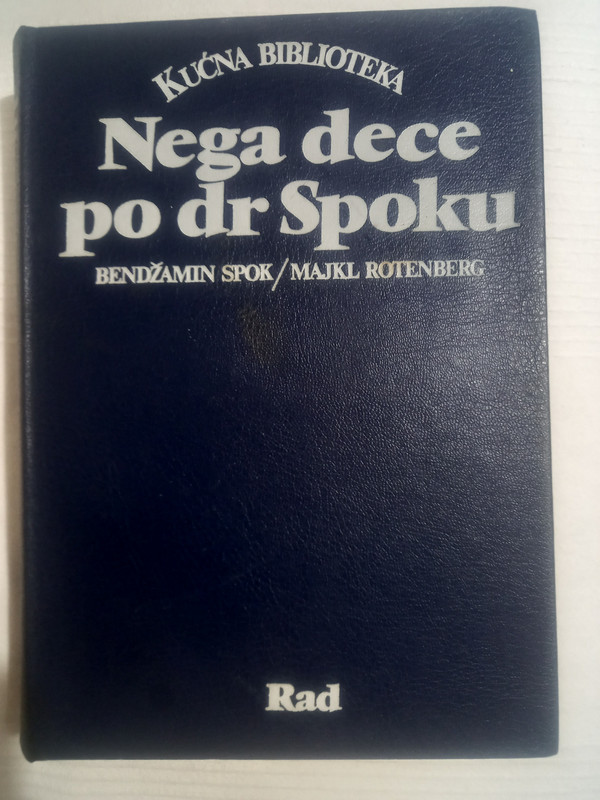 KUĆNA BIBLIOTEKA
Nega dece
po dr Spoku
BENDŽAMIN SPOK/MAJKL ROTENBERG
Rad